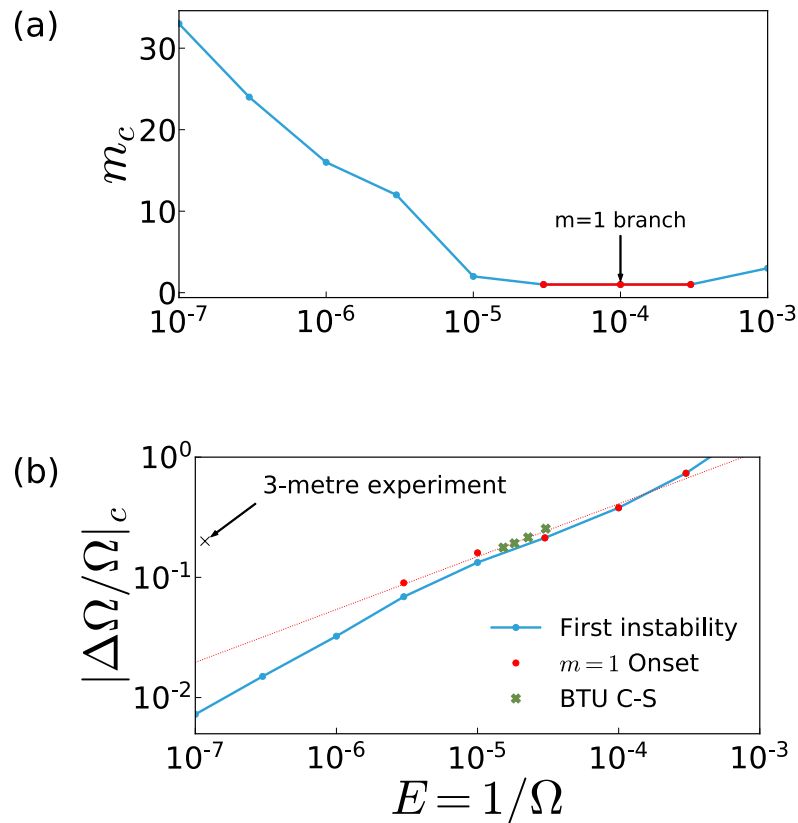 (a)
30
20
10
0
m_c
m=1 branch
10^-7 10^-6 10^-5 10^-4 10^-3
(b)
10^0
10^-1
10^-2
|ΔΩ/Ω|_c
3-metre experiment
First instability
m = 1 Onset
BTU C-S
10^-7 10^-6 10^-5 10^-4 10^-3
E = 1/Ω